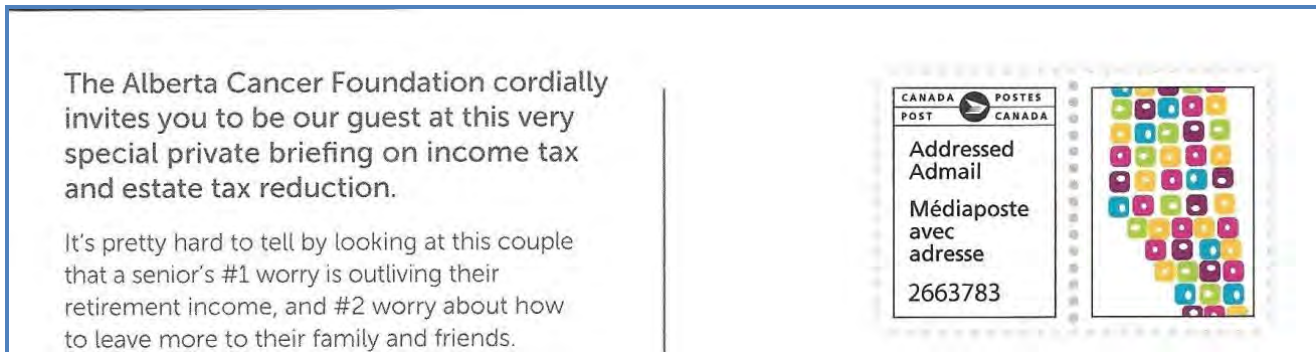 The Alberta Cancer Foundation cordially
invites you to be our guest at this very
special private briefing on income tax
and estate tax reduction.
It's pretty hard to tell by looking at this couple
that a senior's #1 worry is outliving their
retirement income, and #2 worry about how
to leave more to their family and friends.
CANADA POSTES
POST CANADA
Addressed
Admail
Médiaposte
avec
adresse
2663783